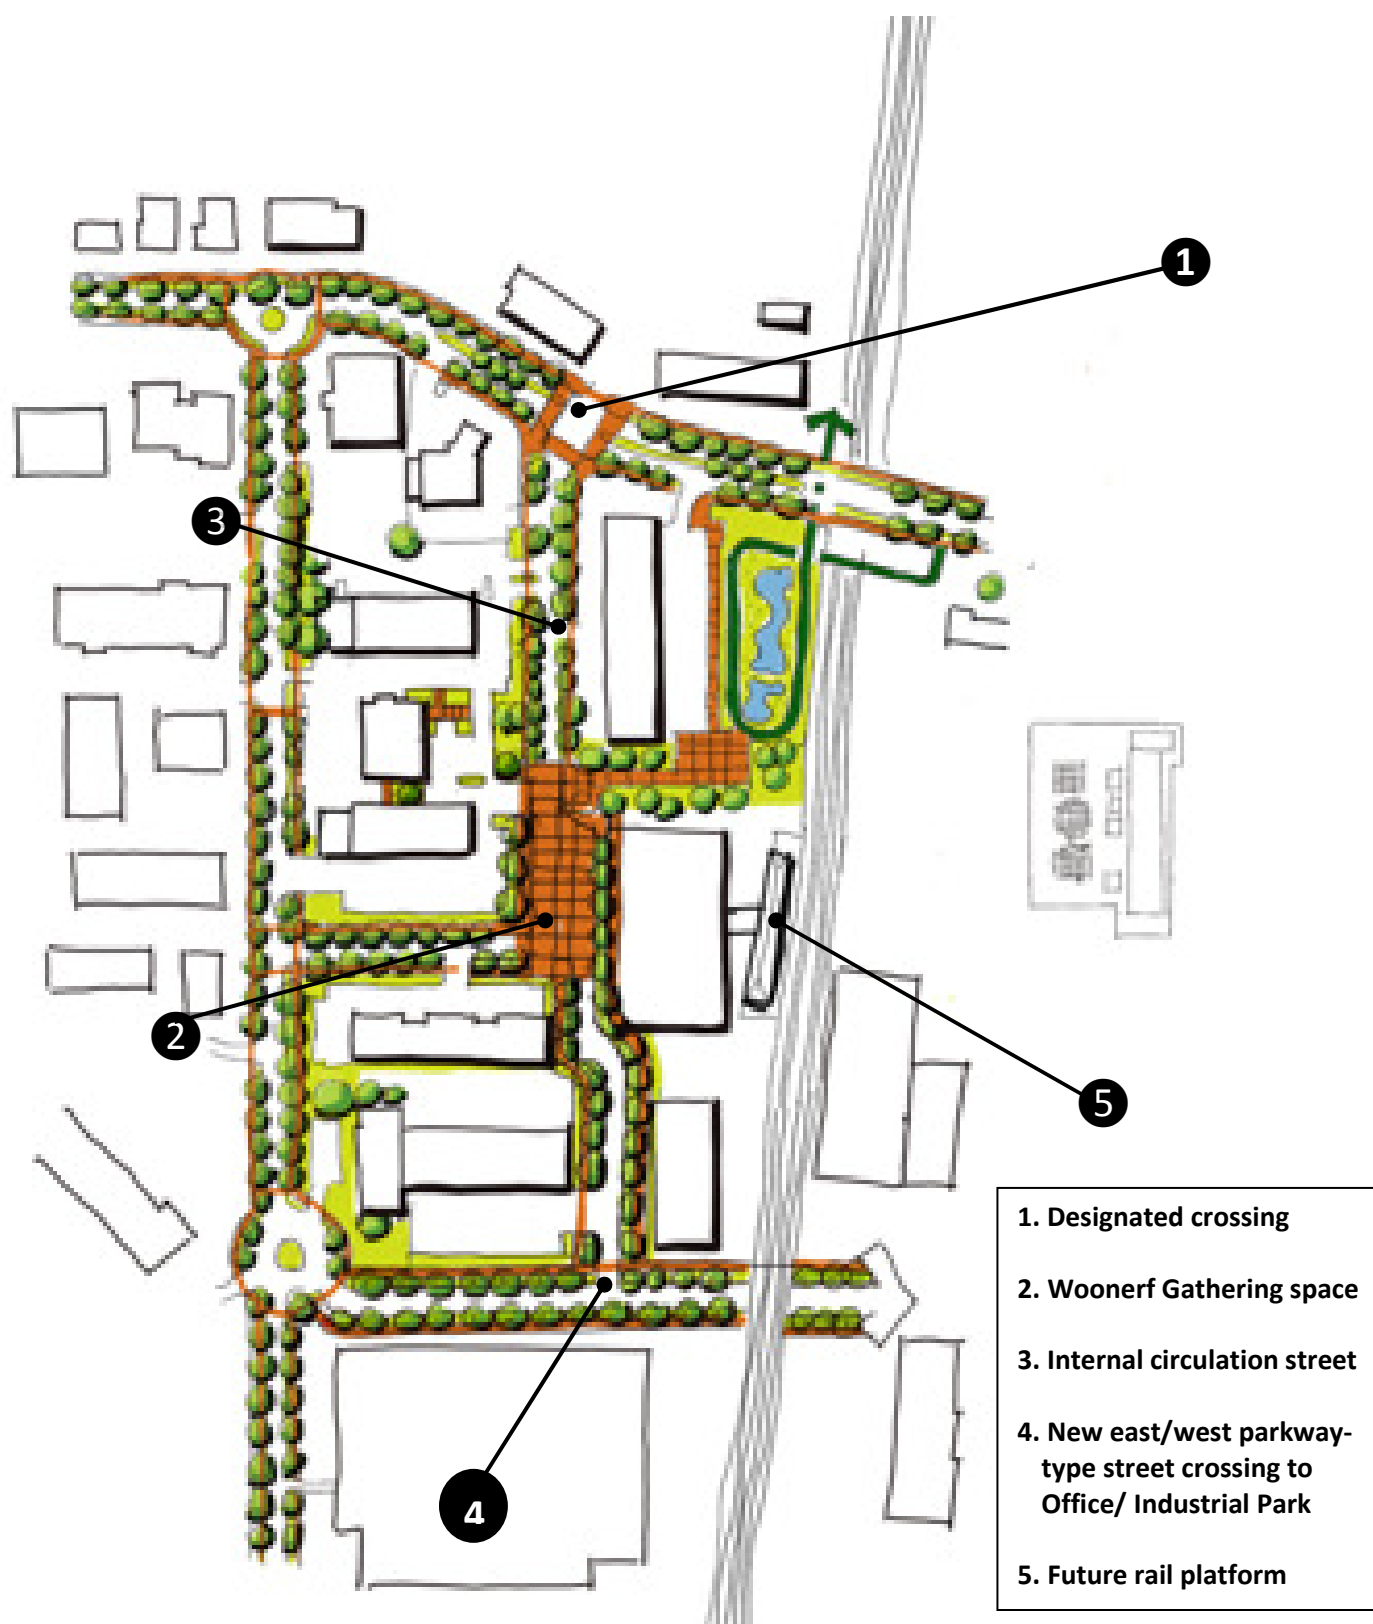 1
3
2
5
4
1. Designated crossing
2. Woonerf Gathering space
3. Internal circulation street
4. New east/west parkway-
type street crossing to
Office/ Industrial Park
5. Future rail platform